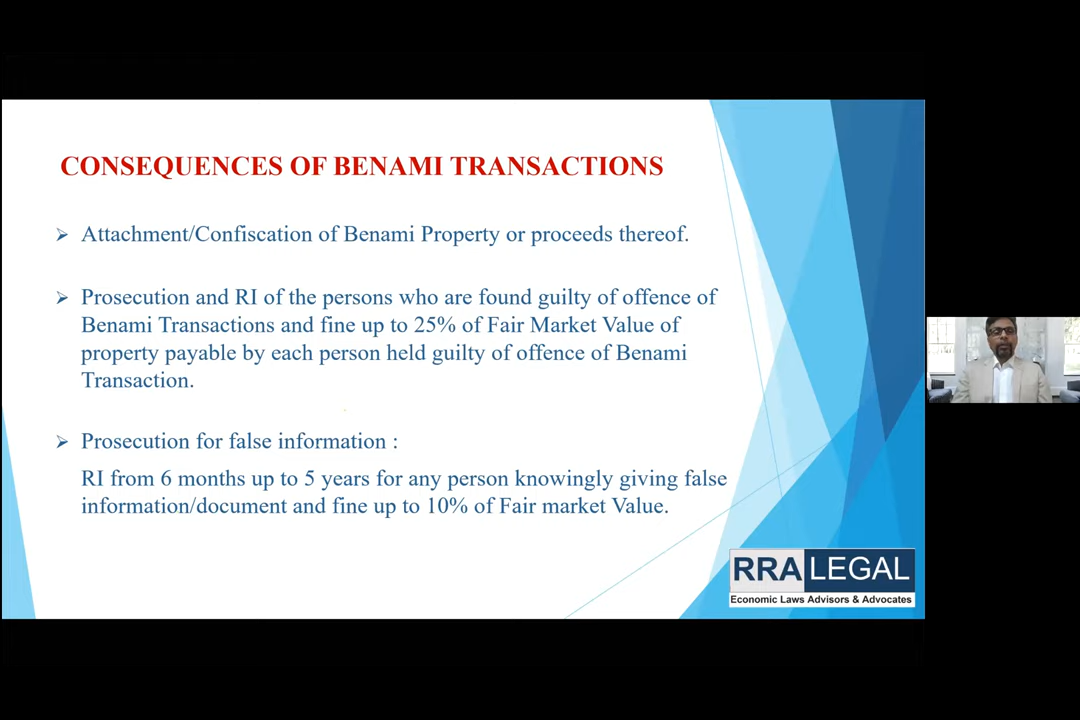 CONSEQUENCES OF BENAMI TRANSACTIONS
Attachment/Confiscation of Benami Property or proceeds thereof.
Prosecution and RI of the persons who are found guilty of offence of
Benami Transactions and fine up to 25% of Fair Market Value of
property payable by each person held guilty of offence of Benami
Transaction.
Prosecution for false information :
RI from 6 months up to 5 years for any person knowingly giving false
information/document and fine up to 10% of Fair market Value.
RRA LEGAL
Economic Laws Advisors & Advocates